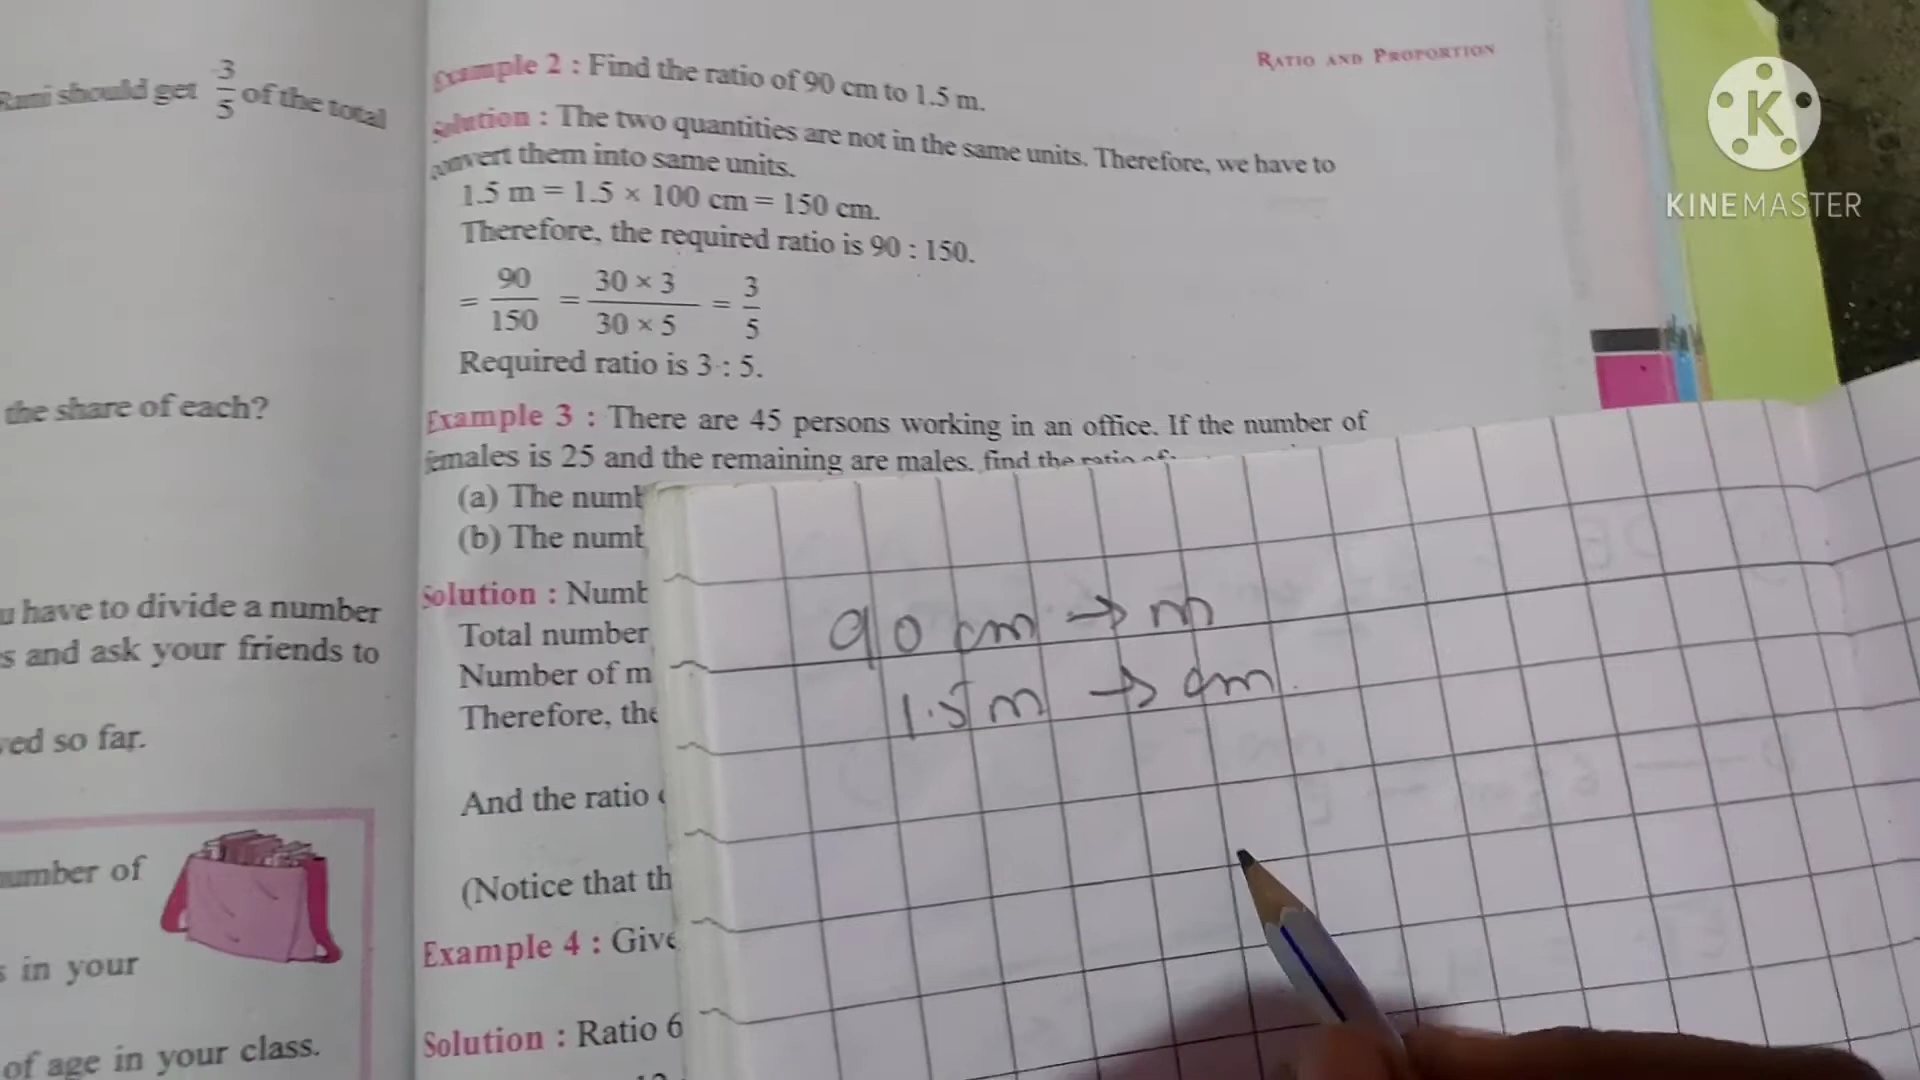 Rani should get 3/5 of the total
the share of each?
u have to divide a number
s and ask your friends to
ved so far.
number of
s in your
of age in your class.
RATIO AND PROPORTION
Example 2 : Find the ratio of 90 cm to 1.5 m.
Solution : The two quantities are not in the same units. Therefore, we have to
convert them into same units.
1.5 m = 1.5 × 100 cm = 150 cm.
Therefore, the required ratio is 90 : 150.
= 90/150 = 30 × 3/30 × 5 = 3/5
Required ratio is 3 : 5.
Example 3 : There are 45 persons working in an office. If the number of
females is 25 and the remaining are males, find the ratio of:
(a) The numb
(b) The numb
Solution : Numb
Total number
Number of m
Therefore, the
And the ratio
(Notice that th
Example 4 : Give
Solution : Ratio 6
90 cm → m
1.5 m → cm.
K
KINEMASTER